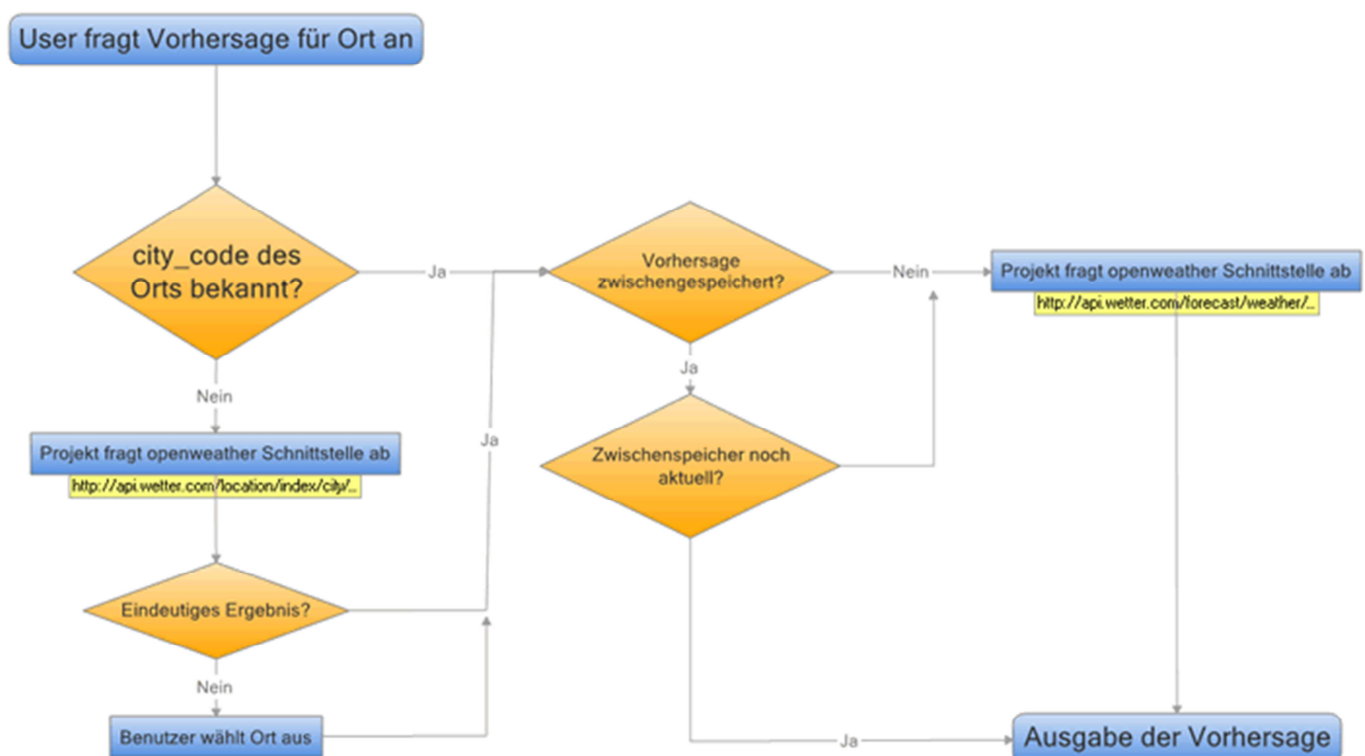 User fragt Vorhersage für Ort an
city_code des
Orts bekannt?
Ja
Nein
Projekt fragt openweather Schnittstelle ab
http://api.wetter.com/location/index/city/...
Eindeutiges Ergebnis?
Ja
Nein
Benutzer wählt Ort aus
Vorhersage
zwischengespeichert?
Nein
Ja
Zwischenspeicher noch
aktuell?
Ja
Projekt fragt openweather Schnittstelle ab
http://api.wetter.com/forecast/weather/...
Ausgabe der Vorhersage